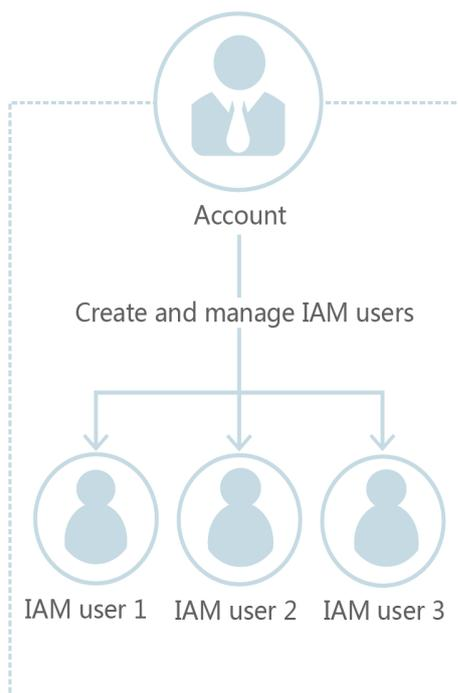 Account
Create and manage IAM users
IAM user 1 IAM user 2 IAM user 3